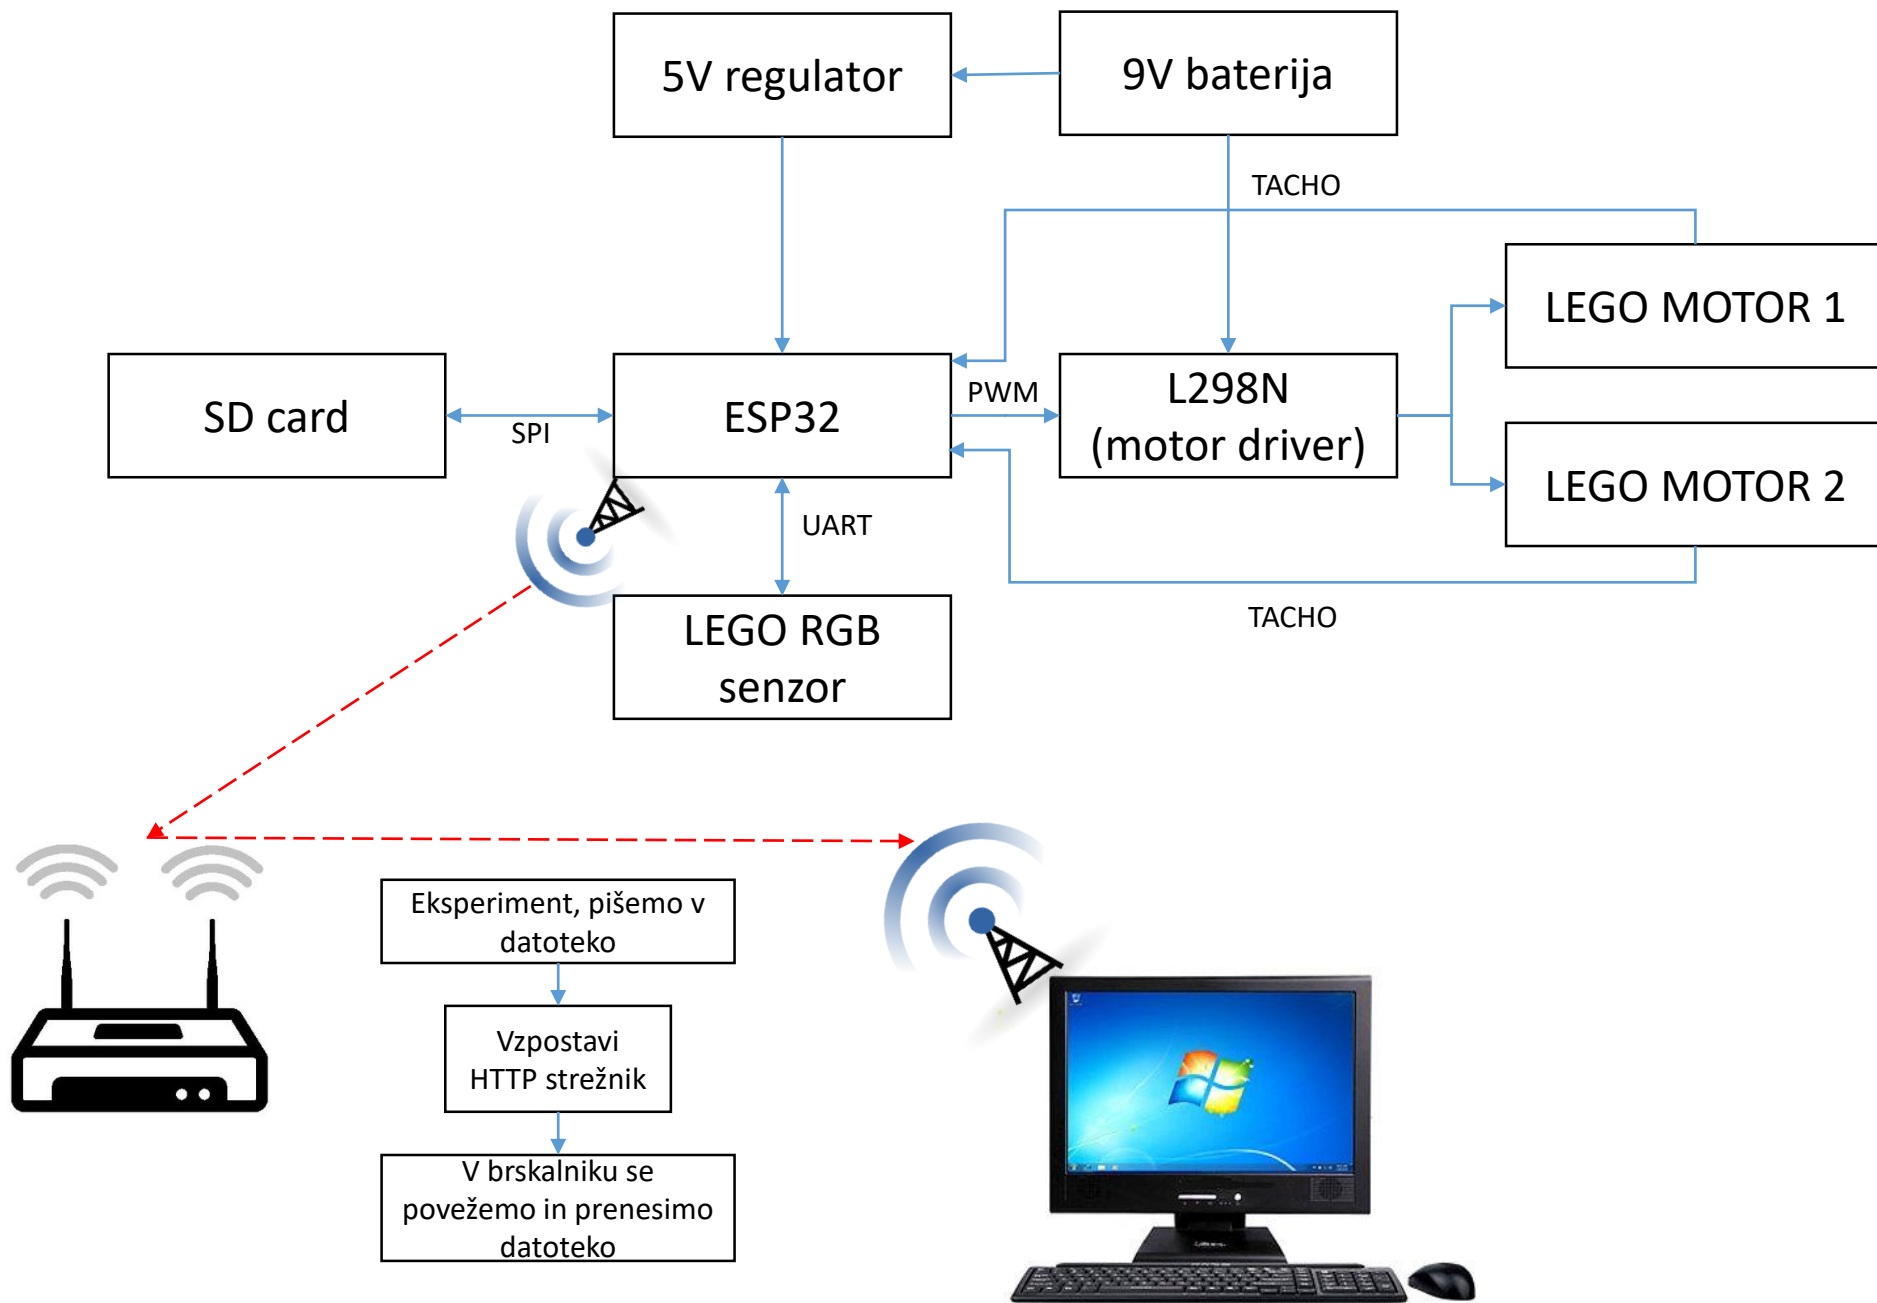 5V regulator
9V baterija
TACHO
LEGO MOTOR 1
SD card
SPI
ESP32
PWM
L298N
(motor driver)
LEGO MOTOR 2
UART
TACHO
LEGO RGB
senzor
Eksperiment, pišemo v
datoteko
Vzpostavi
HTTP strežnik
V brskalniku se
povežemo in prenesimo
datoteko